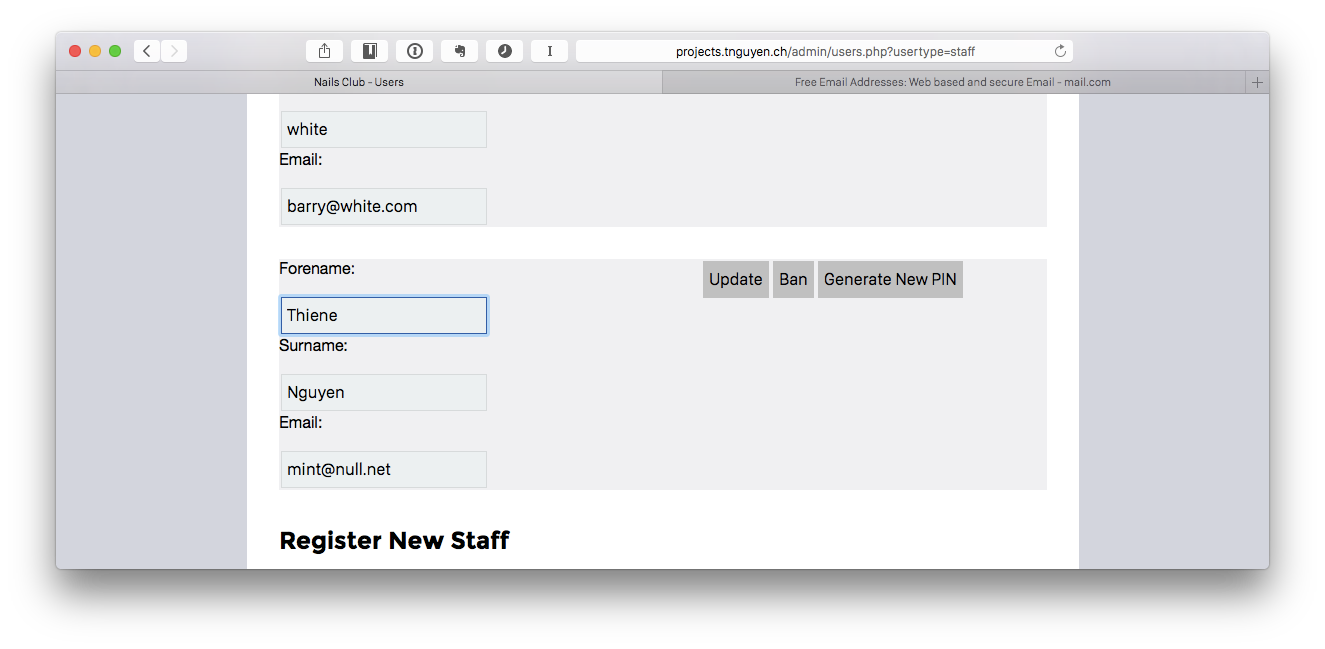 projects.tnguyen.ch/admin/users.php?usertype=staff
Nails Club - Users
Free Email Addresses: Web based and secure Email - mail.com
white
Email:
barry@white.com
Forename:
Update Ban Generate New PIN
Thiene
Surname:
Nguyen
Email:
mint@null.net
Register New Staff